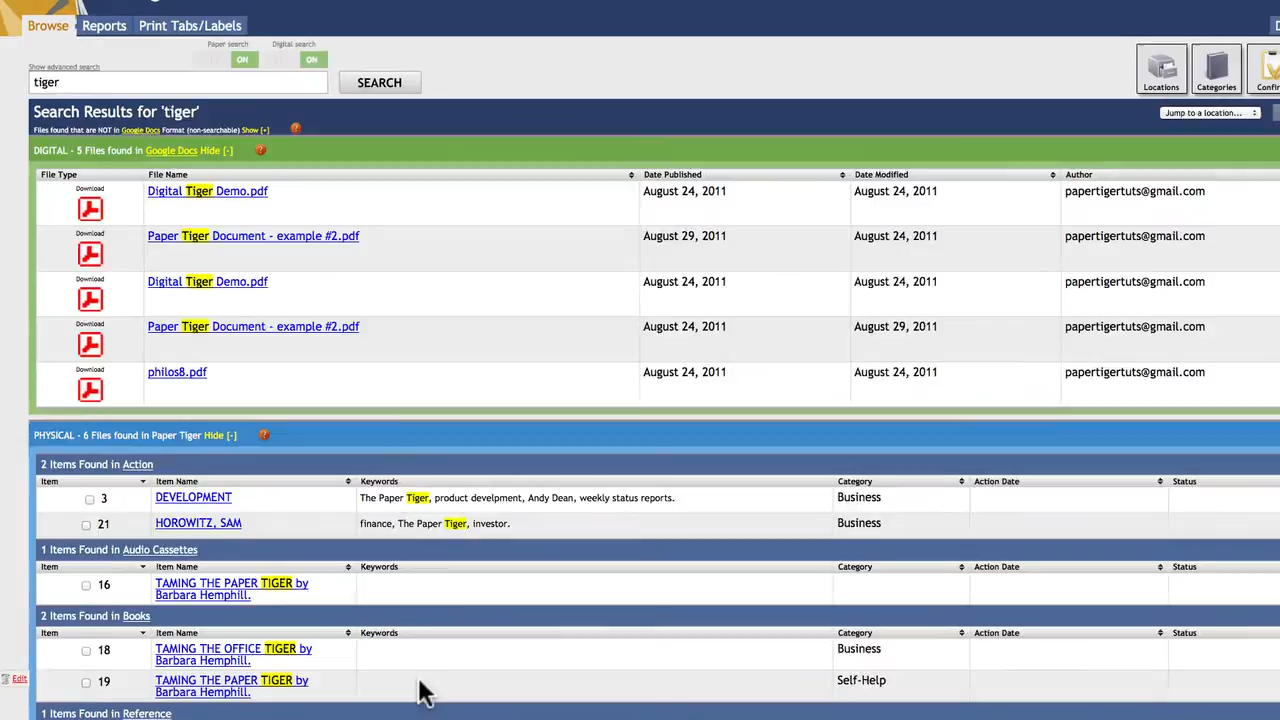 Browse Reports Print Tabs/Labels
Paper search Digital search
ON ON
Show advanced search
tiger SEARCH
Locations Categories
Search Results for 'tiger' Jump to a location...
Files found that are NOT in Google Docs Format (non-searchable) Show [+]
DIGITAL - 5 Files found in Google Docs Hide [-]
File Type File Name Date Published Date Modified Author
Download Digital Tiger Demo.pdf August 24, 2011 August 24, 2011 papertigertuts@gmail.com
Download Paper Tiger Document - example #2.pdf August 29, 2011 August 24, 2011 papertigertuts@gmail.com
Download Digital Tiger Demo.pdf August 24, 2011 August 24, 2011 papertigertuts@gmail.com
Download Paper Tiger Document - example #2.pdf August 24, 2011 August 29, 2011 papertigertuts@gmail.com
Download philos8.pdf August 24, 2011 August 24, 2011 papertigertuts@gmail.com
PHYSICAL - 6 Files found in Paper Tiger Hide [-]
2 Items Found in Action
Item Item Name Keywords Category Action Date Status
3 DEVELOPMENT The Paper Tiger, product develpment, Andy Dean, weekly status reports. Business
21 HOROWITZ, SAM finance, The Paper Tiger, investor. Business
1 Items Found in Audio Cassettes
Item Item Name Keywords Category Action Date Status
16 TAMING THE PAPER TIGER by
Barbara Hemphill.
2 Items Found in Books
Item Item Name Keywords Category Action Date Status
18 TAMING THE OFFICE TIGER by Business
Barbara Hemphill.
Edit 19 TAMING THE PAPER TIGER by Self-Help
Barbara Hemphill.
1 Items Found in Reference